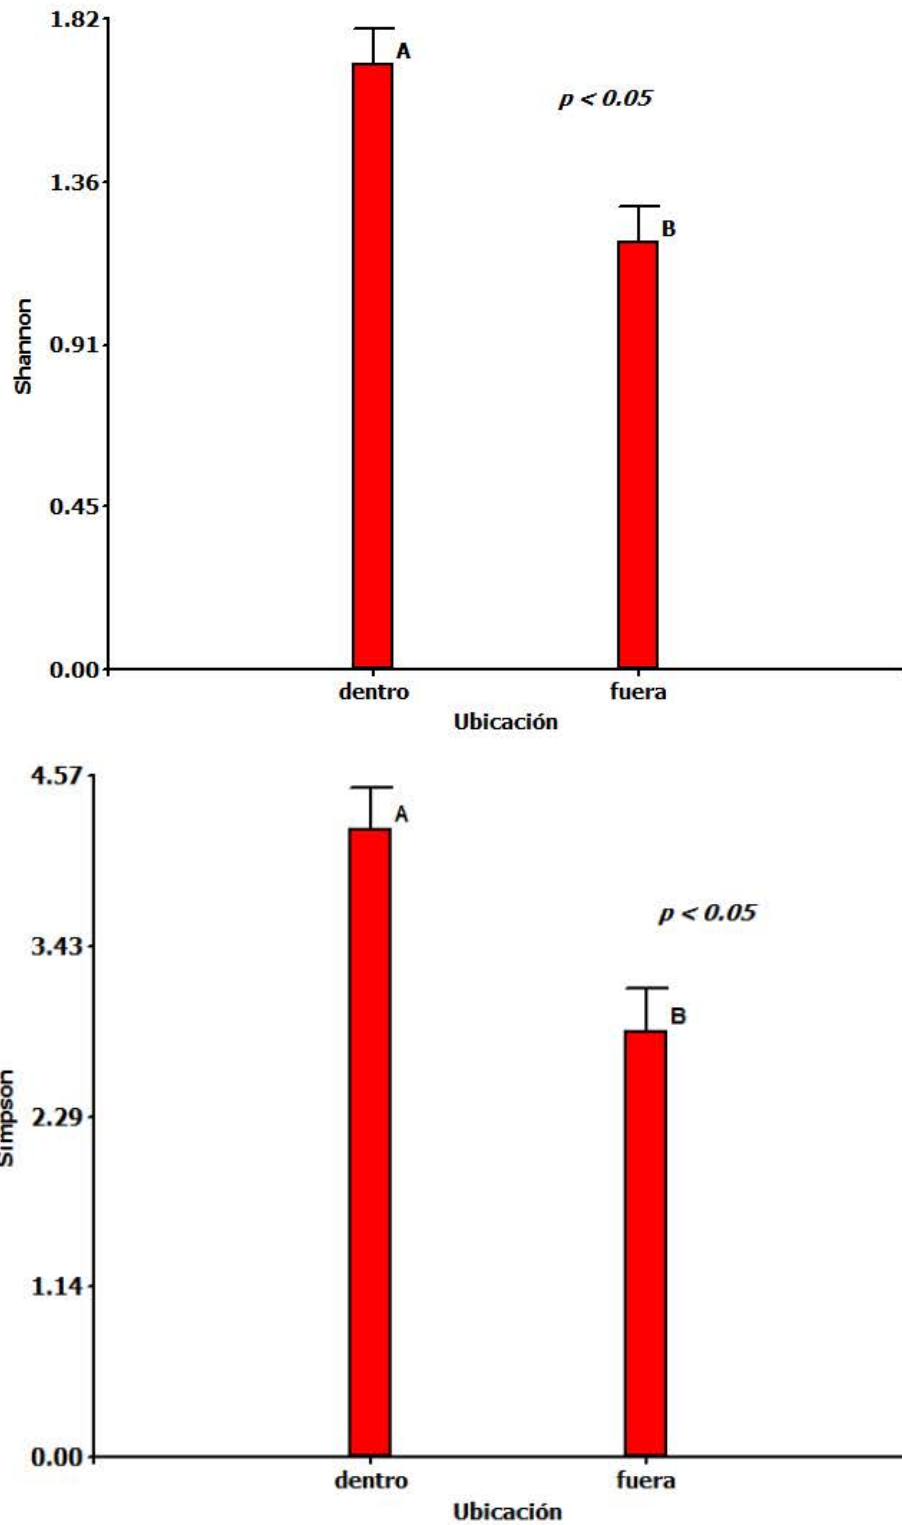 1.82
A
p < 0.05
1.36
B
Shannon
0.91
0.45
0.00
dentro fuera
Ubicación
4.57
A
p < 0.05
3.43
B
Simpson
2.29
1.14
0.00
dentro fuera
Ubicación